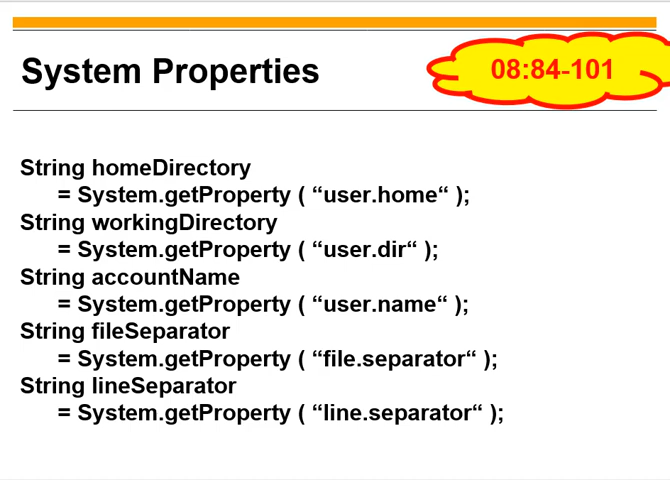 System Properties
08:84-101
String homeDirectory
= System.getProperty ( “user.home“ );
String workingDirectory
= System.getProperty ( “user.dir“ );
String accountName
= System.getProperty ( “user.name“ );
String fileSeparator
= System.getProperty ( “file.separator“ );
String lineSeparator
= System.getProperty ( “line.separator“ );